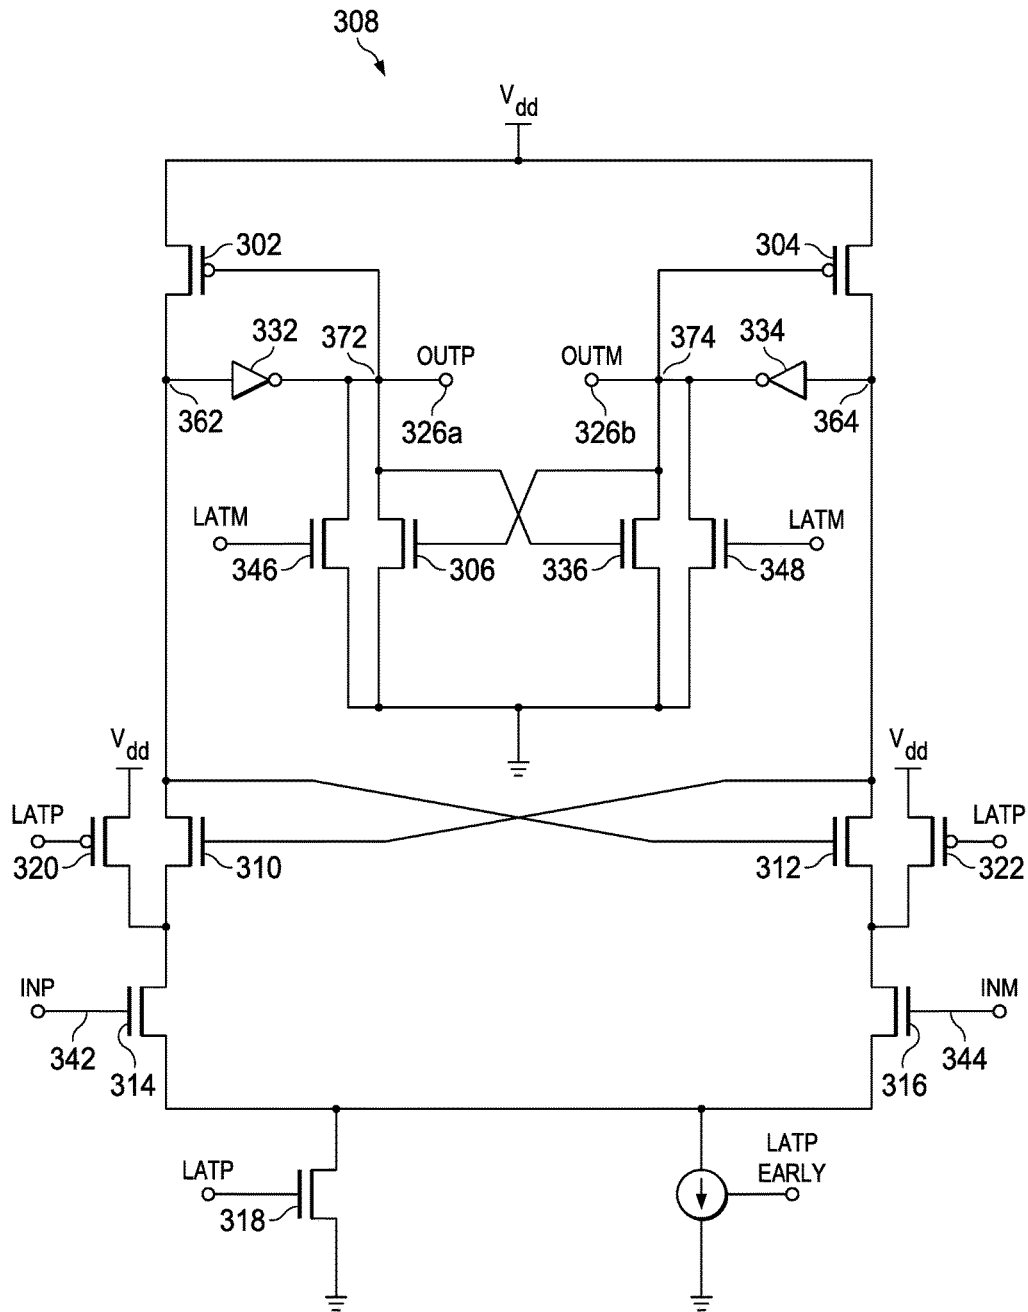 308
Vdd
302
304
332
372
OUTP
OUTM
374
334
362
326a
326b
364
LATM
LATM
346
306
336
348
Vdd
Vdd
LATP
LATP
320
310
312
322
INP
INM
342
314
344
316
LATP
LATP
EARLY
318